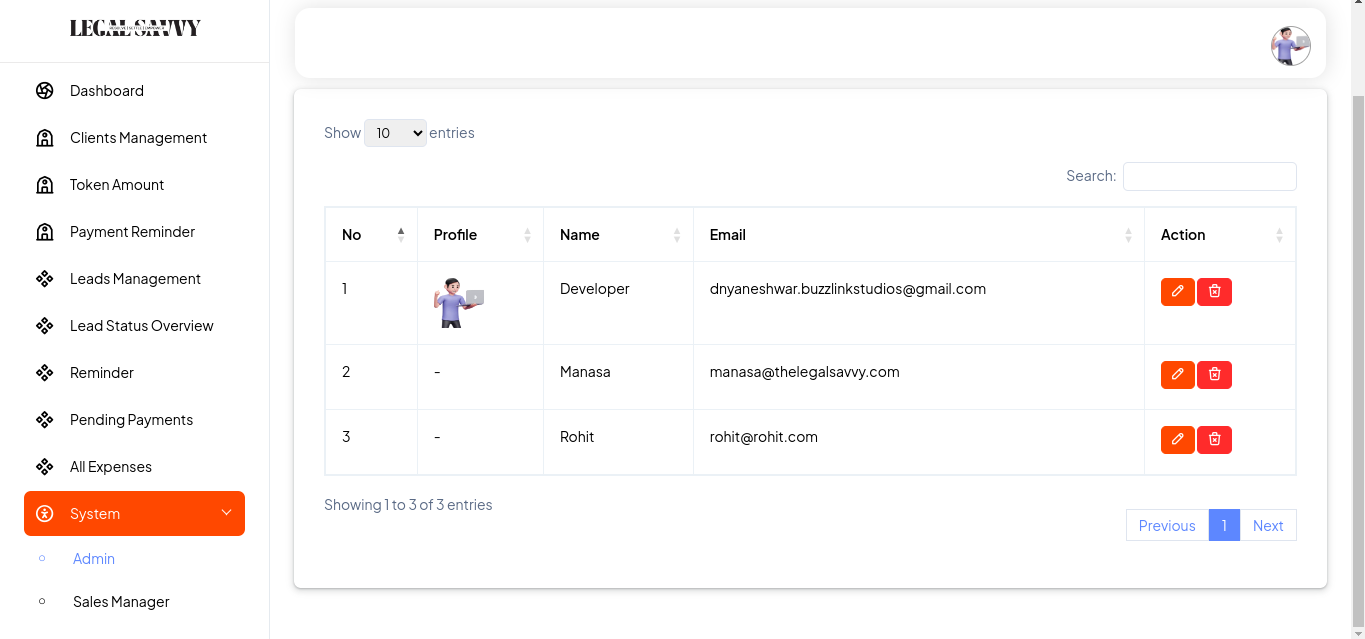 LEGAL SAVVY
Dashboard
Clients Management
Token Amount
Payment Reminder
Leads Management
Lead Status Overview
Reminder
Pending Payments
All Expenses
System
Admin
Sales Manager
Show 10 entries
Search:
No Profile Name Email Action
1 Developer dnyaneshwar.buzzlinkstudios@gmail.com
2 - Manasa manasa@thelegalsavvy.com
3 - Rohit rohit@rohit.com
Showing 1 to 3 of 3 entries
Previous 1 Next